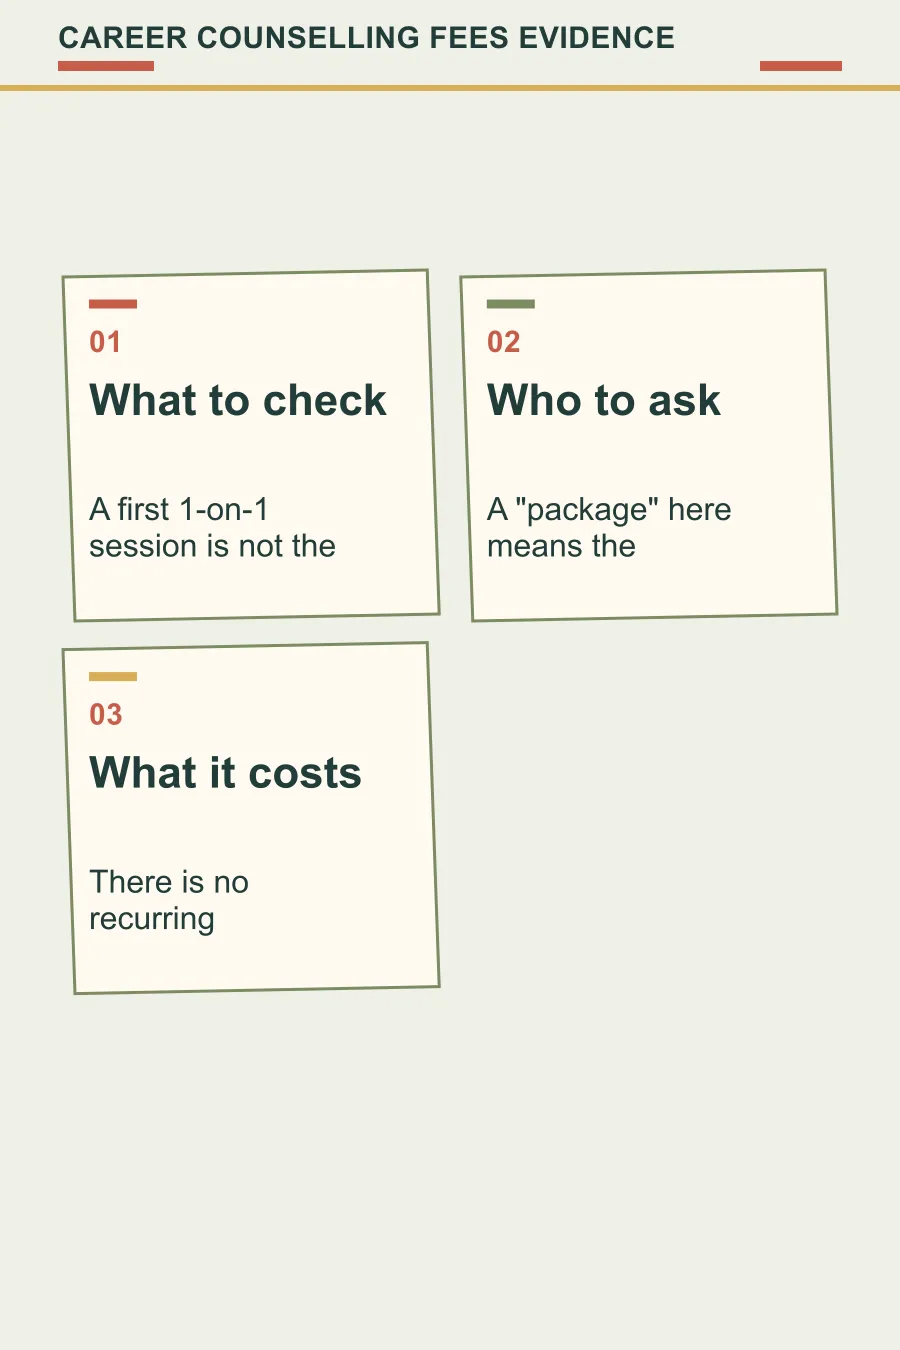 CAREER COUNSELLING FEES EVIDENCE
01
What to check
A first 1-on-1
session is not the
02
Who to ask
A "package" here
means the
03
What it costs
There is no
recurring